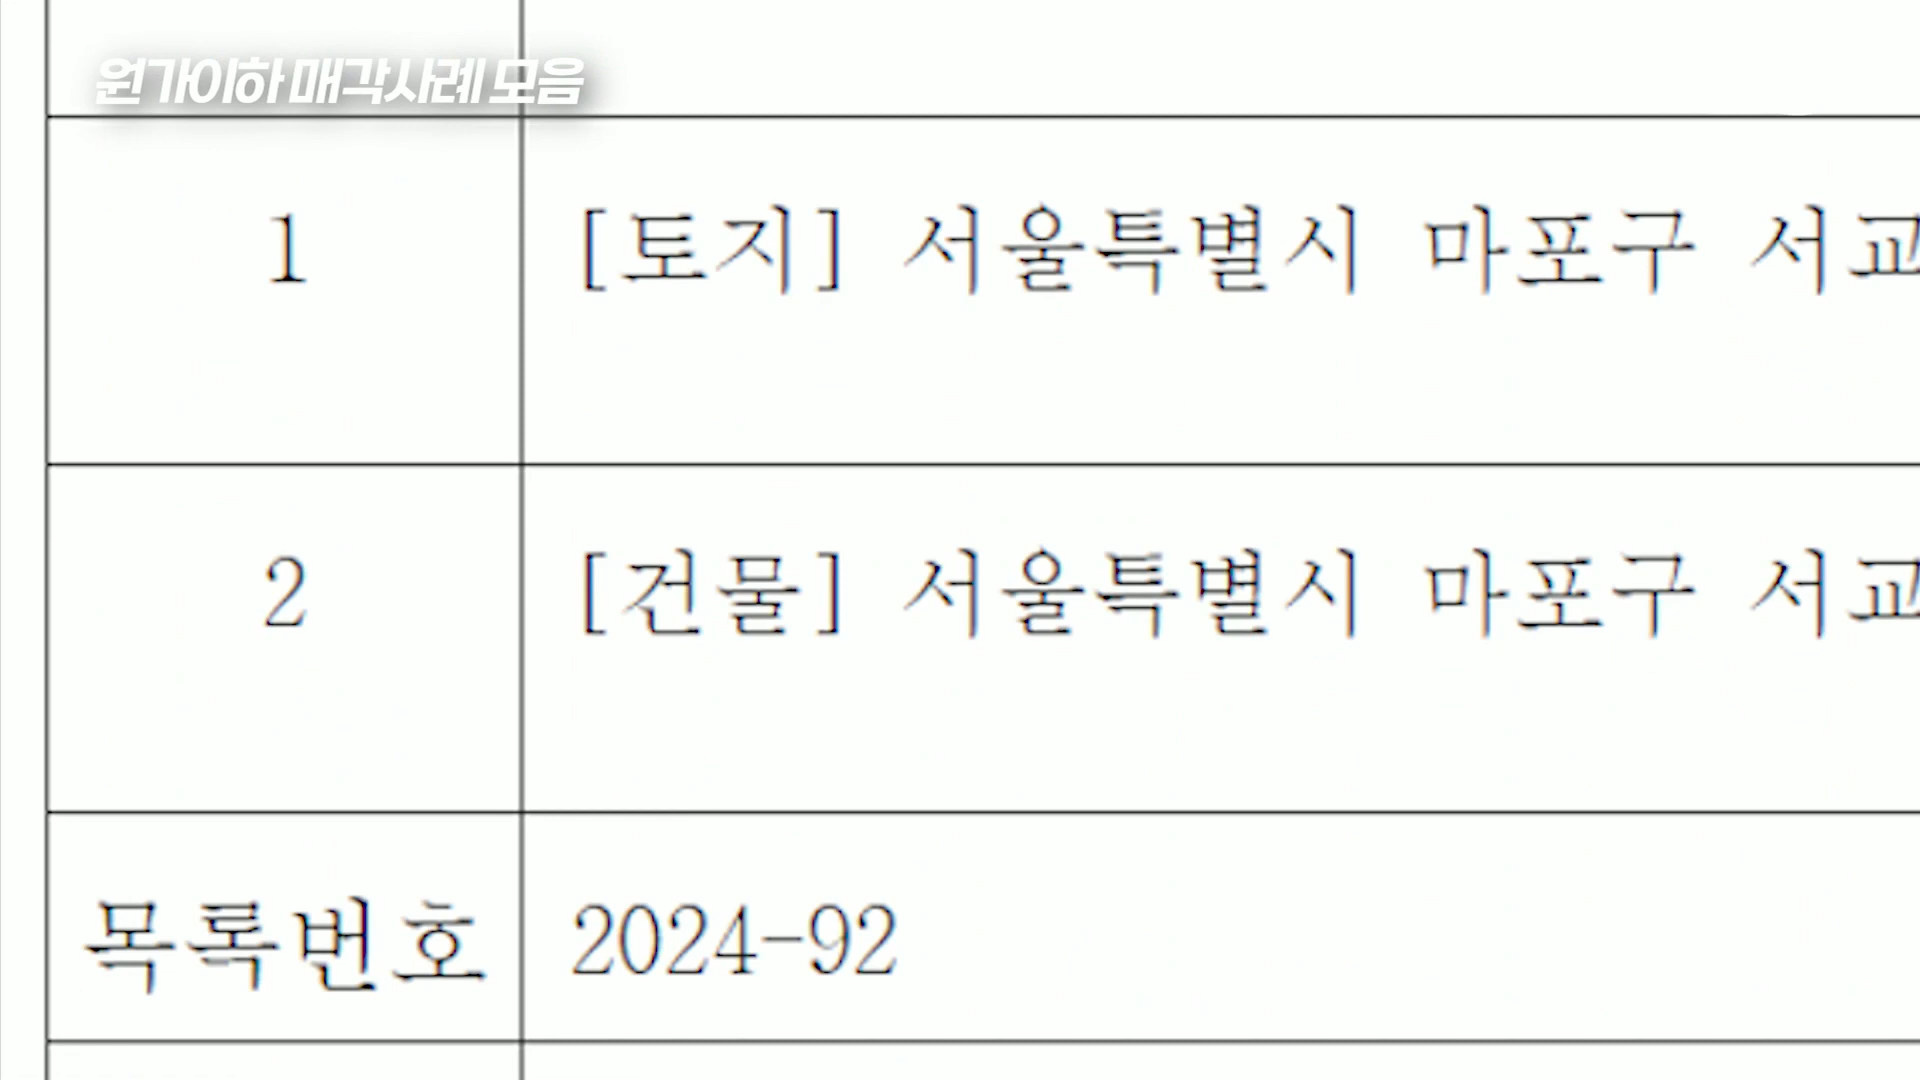 원가이하 매각사례 모음
1 [토지] 서울특별시 마포구 서교
2 [건물] 서울특별시 마포구 서교
목록번호 2024-92